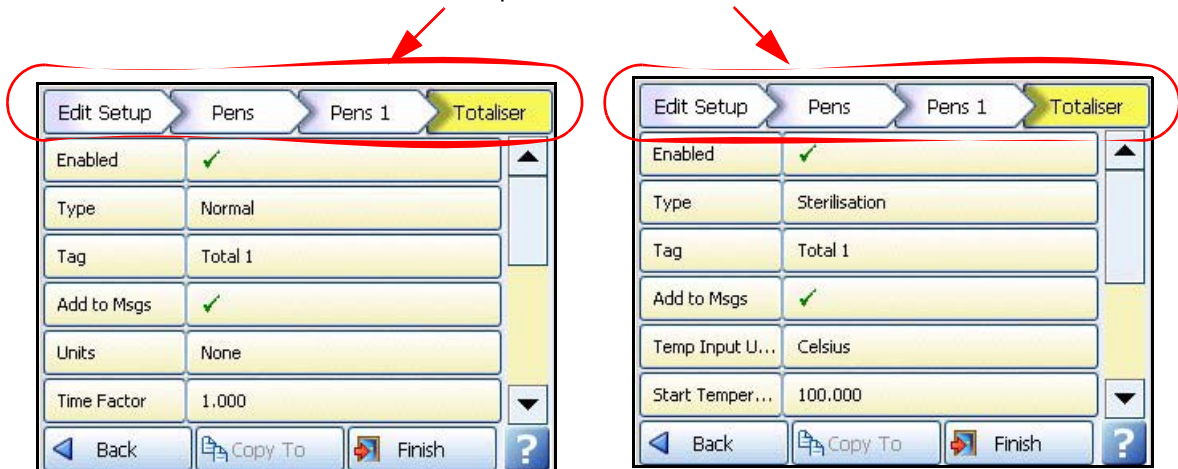 Edit Setup Pens Pens 1 Totaliser
Enabled ✓
Type Normal
Tag Total 1
Add to Msgs ✓
Units None
Time Factor 1.000
Back Copy To Finish ?
Edit Setup Pens Pens 1 Totaliser
Enabled ✓
Type Sterilisation
Tag Total 1
Add to Msgs ✓
Temp Input U... Celsius
Start Temper... 100.000
Back Copy To Finish ?